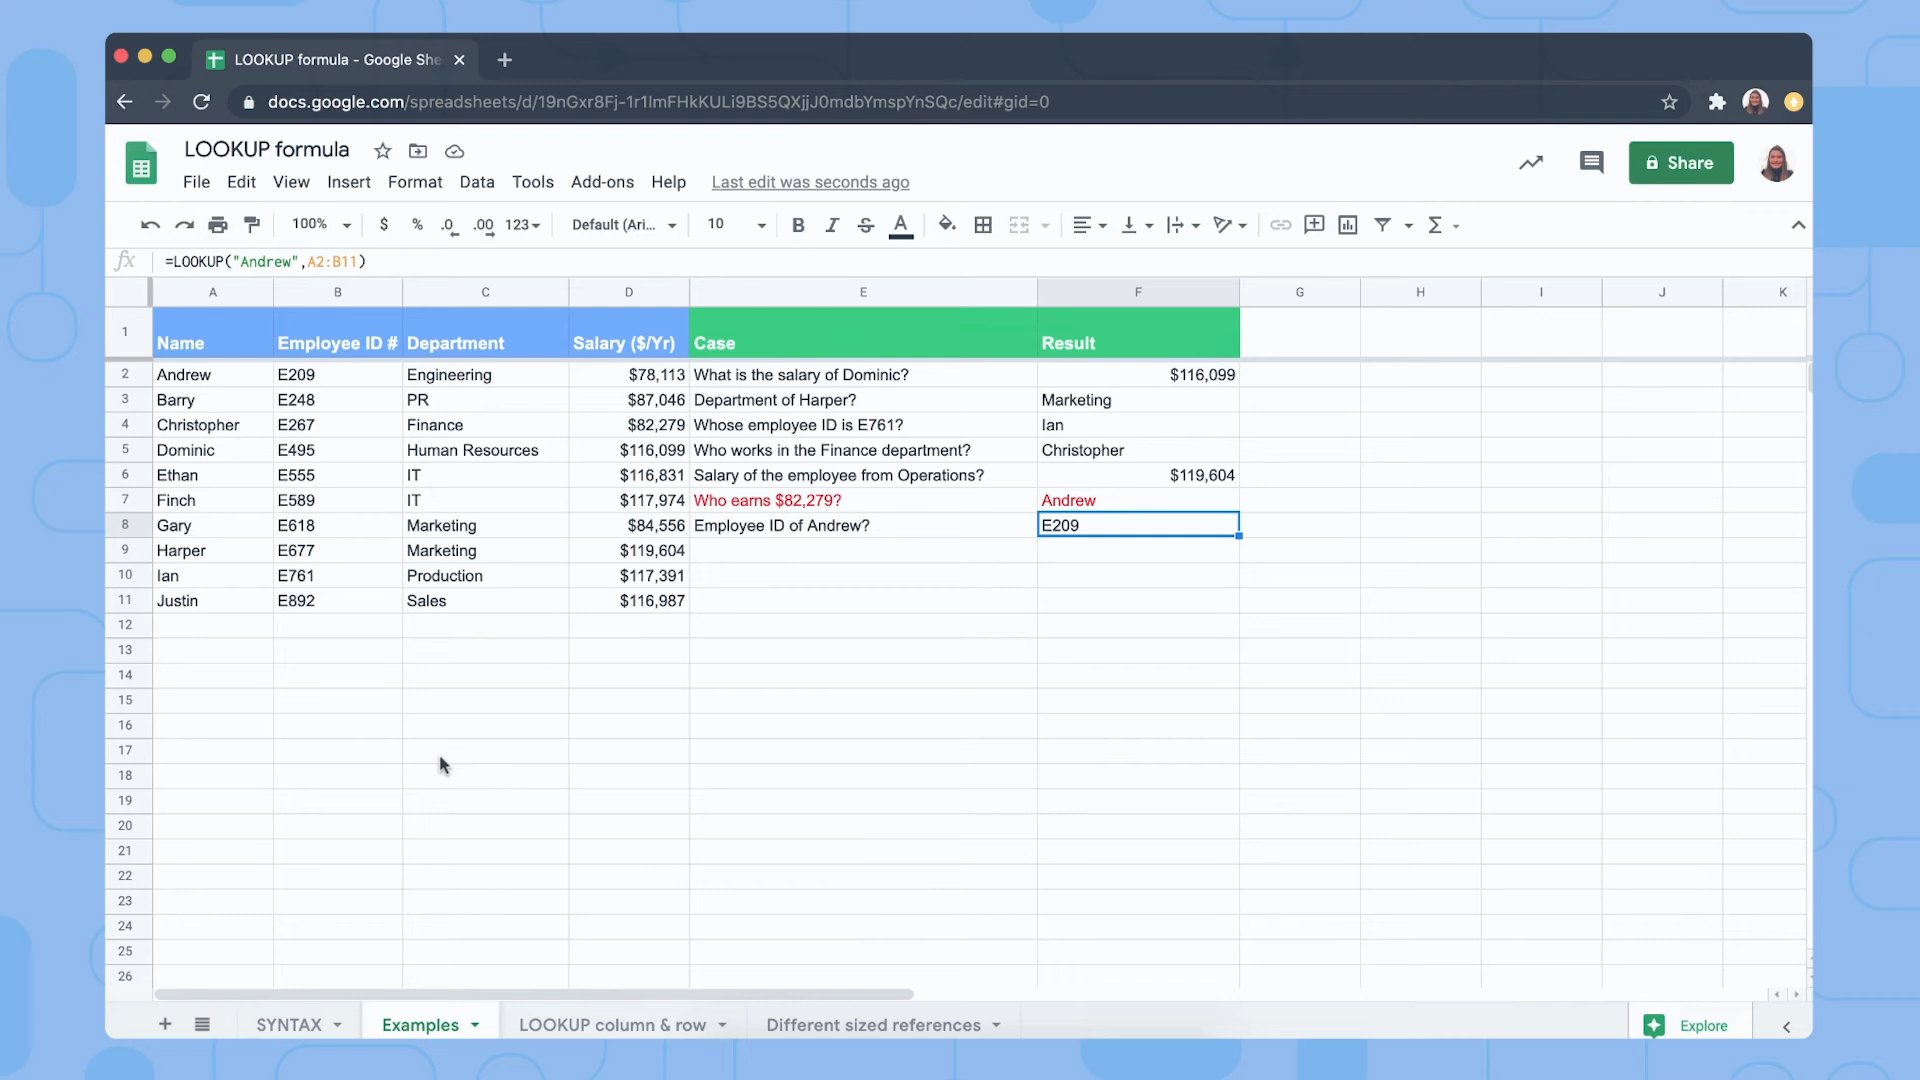 LOOKUP formula - Google She
docs.google.com/spreadsheets/d/19nGxr8Fj-1r1ImFHkKULi9BS5QXjjJ0mdbYmspYnSQc/edit#gid=0
LOOKUP formula
Share
File Edit View Insert Format Data Tools Add-ons Help Last edit was seconds ago
100% $ % .0 .00 123 Default (Ari... 10 B I S A Σ
fx =LOOKUP("Andrew",A2:B11)
A B C D E F G H I J K
1 Name Employee ID # Department Salary ($/Yr) Case Result
2 Andrew E209 Engineering $78,113 What is the salary of Dominic? $116,099
3 Barry E248 PR $87,046 Department of Harper? Marketing
4 Christopher E267 Finance $82,279 Whose employee ID is E761? Ian
5 Dominic E495 Human Resources $116,099 Who works in the Finance department? Christopher
6 Ethan E555 IT $116,831 Salary of the employee from Operations? $119,604
7 Finch E589 IT $117,974 Who earns $82,279? Andrew
8 Gary E618 Marketing $84,556 Employee ID of Andrew? E209
9 Harper E677 Marketing $119,604
10 Ian E761 Production $117,391
11 Justin E892 Sales $116,987
12
13
14
15
16
17
18
19
20
21
22
23
24
25
26
SYNTAX Examples LOOKUP column & row Different sized references Explore